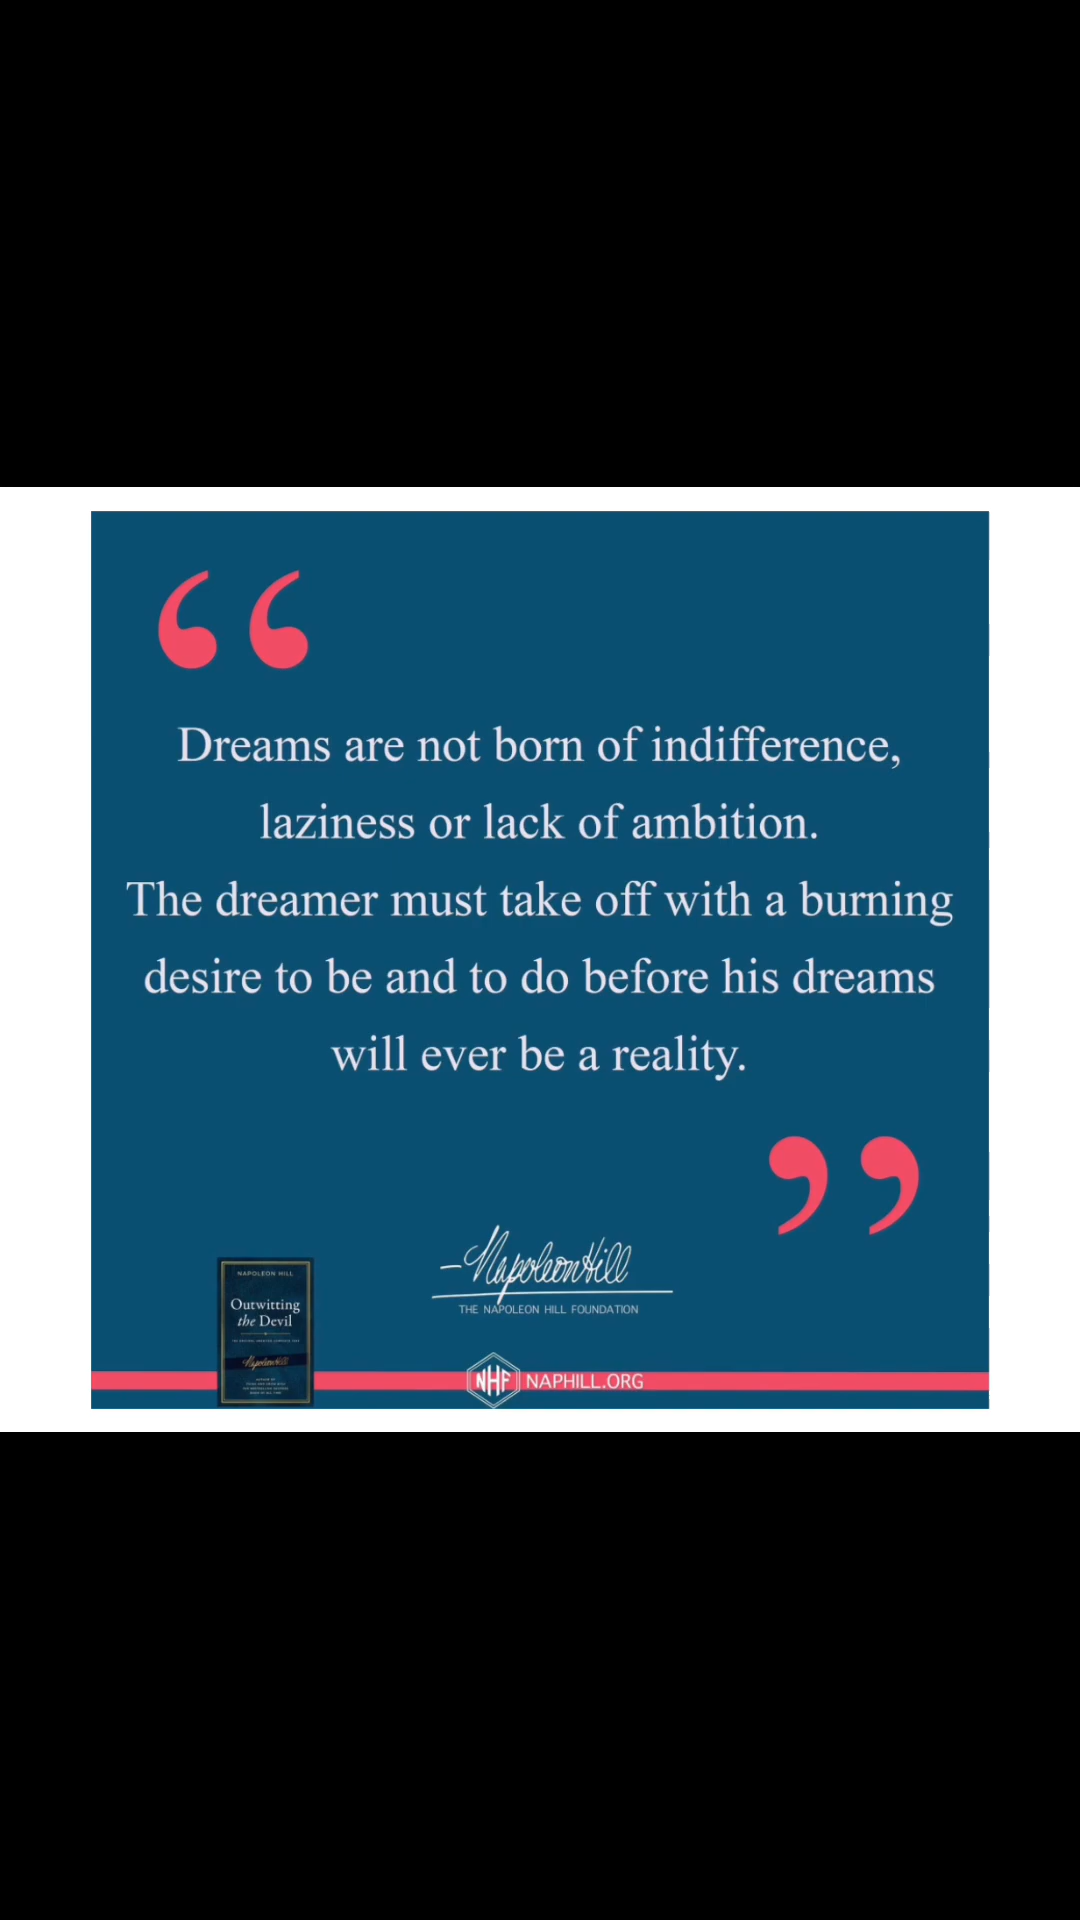 Dreams are not born of indifference,
laziness or lack of ambition.
The dreamer must take off with a burning
desire to be and to do before his dreams
will ever be a reality.
–Napoleon Hill
THE NAPOLEON HILL FOUNDATION
NAPOLEON HILL
Outwitting
the Devil
Napoleon Hill
NHF NAPHILL.ORG